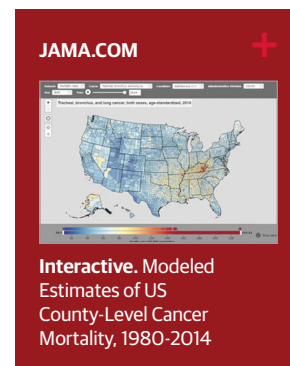 JAMA.COM
Tracheal, bronchus, and lung cancer, both sexes, age-standardized, 2014
Interactive. Modeled
Estimates of US
County-Level Cancer
Mortality, 1980-2014